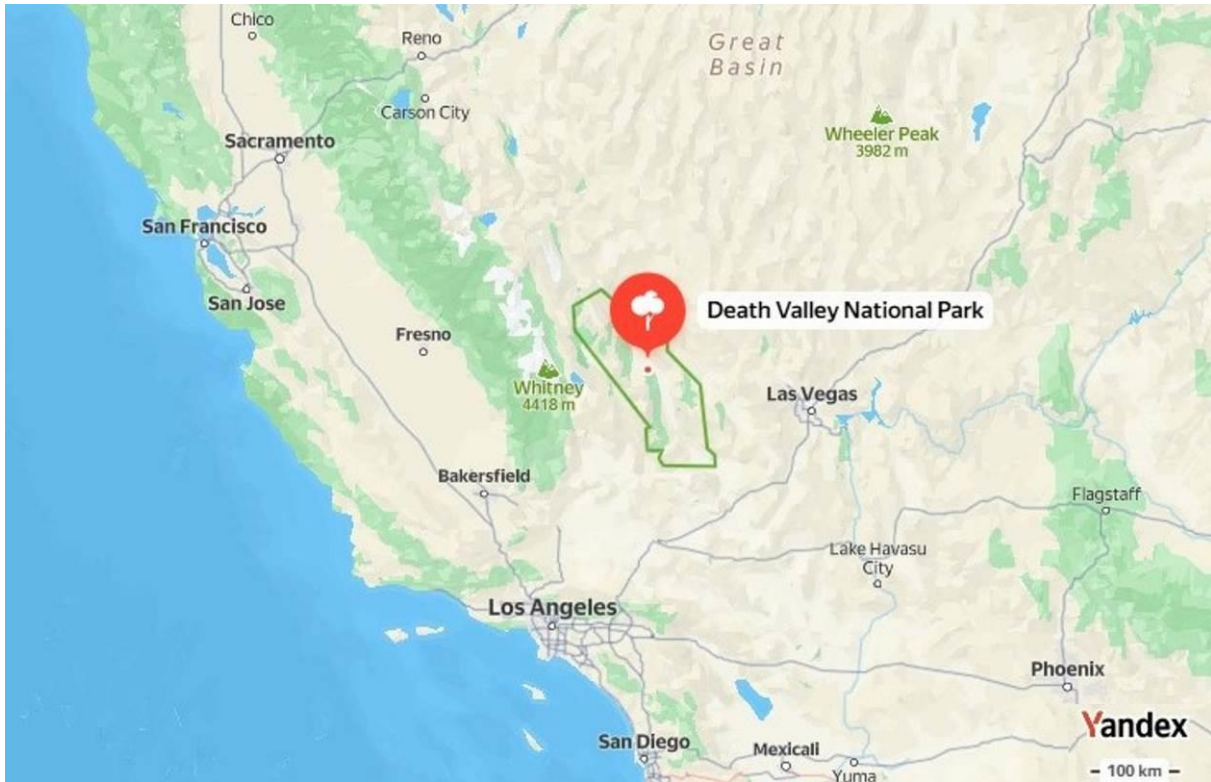 Chico
Reno
Great
Basin
Carson City
Wheeler Peak
3982 m
Sacramento
San Francisco
San Jose
Death Valley National Park
Fresno
Whitney
4418 m
Las Vegas
Bakersfield
Flagstaff
Lake Havasu
City
Los Angeles
Phoenix
Yandex
San Diego
Mexicali
Yuma
100 km